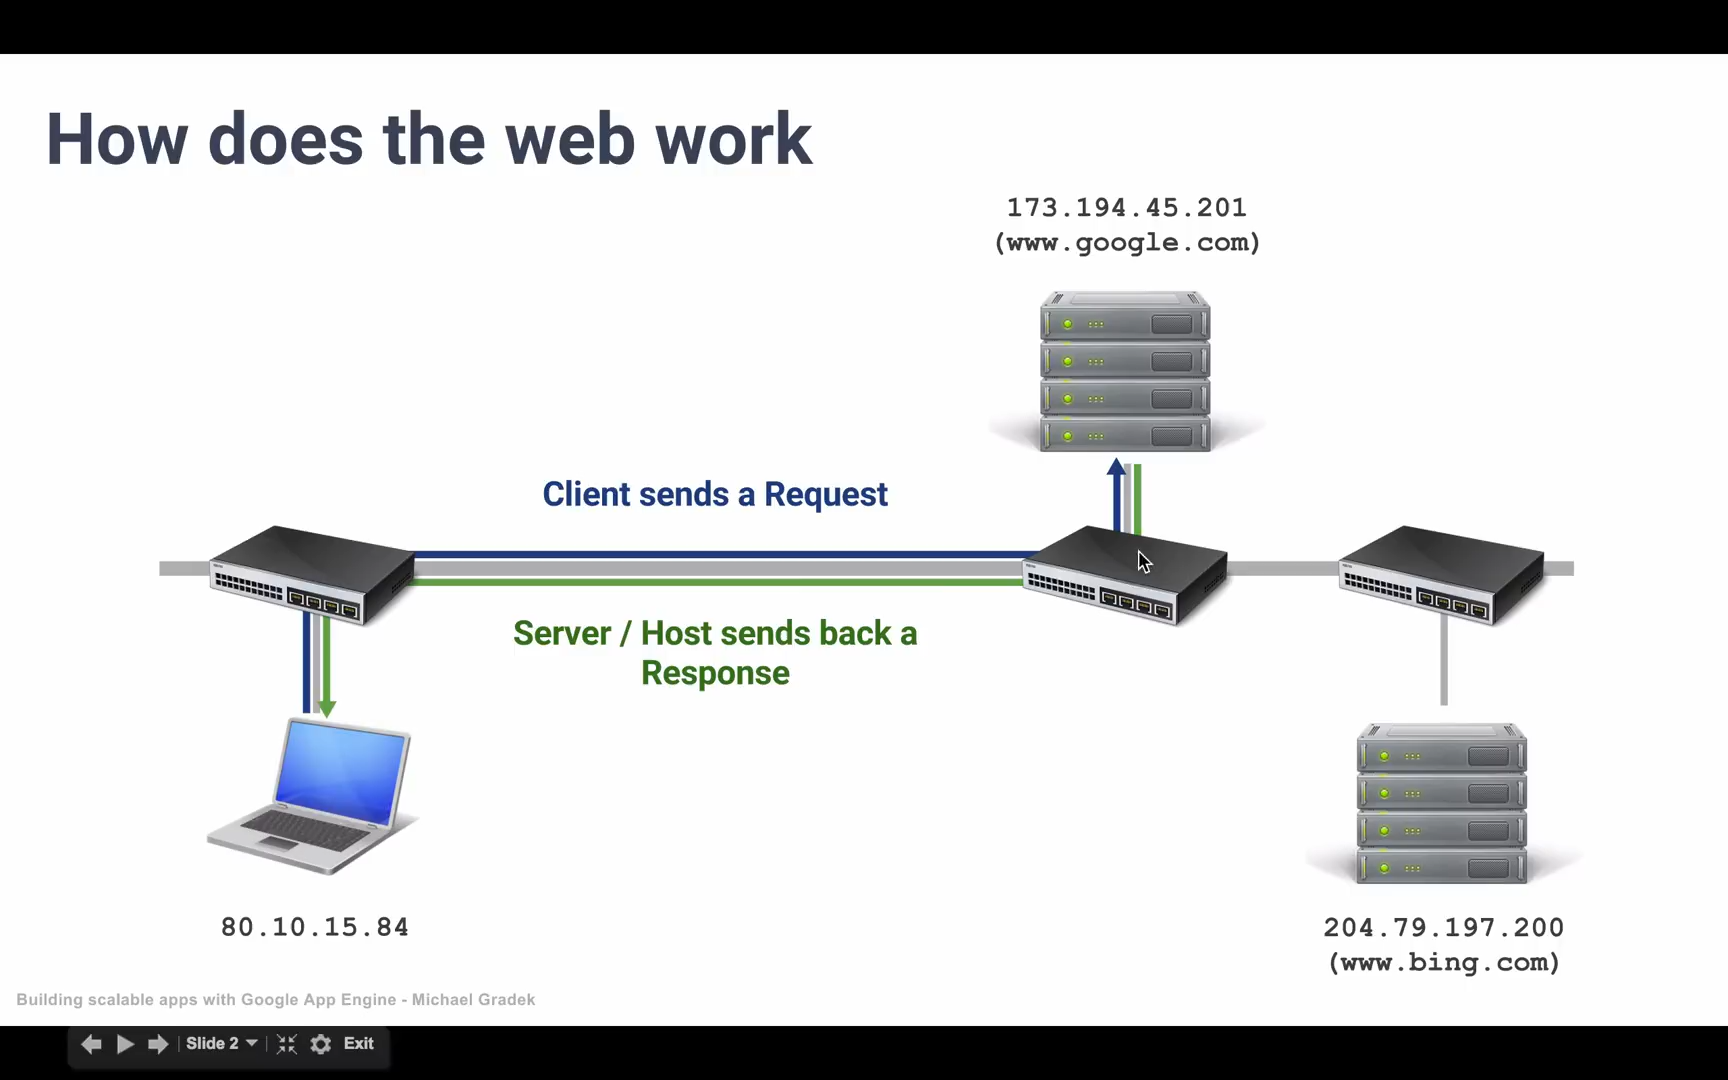 How does the web work
173.194.45.201
(www.google.com)
Client sends a Request
Server / Host sends back a
Response
80.10.15.84
204.79.197.200
(www.bing.com)
Building scalable apps with Google App Engine - Michael Gradek
Slide 2
Exit